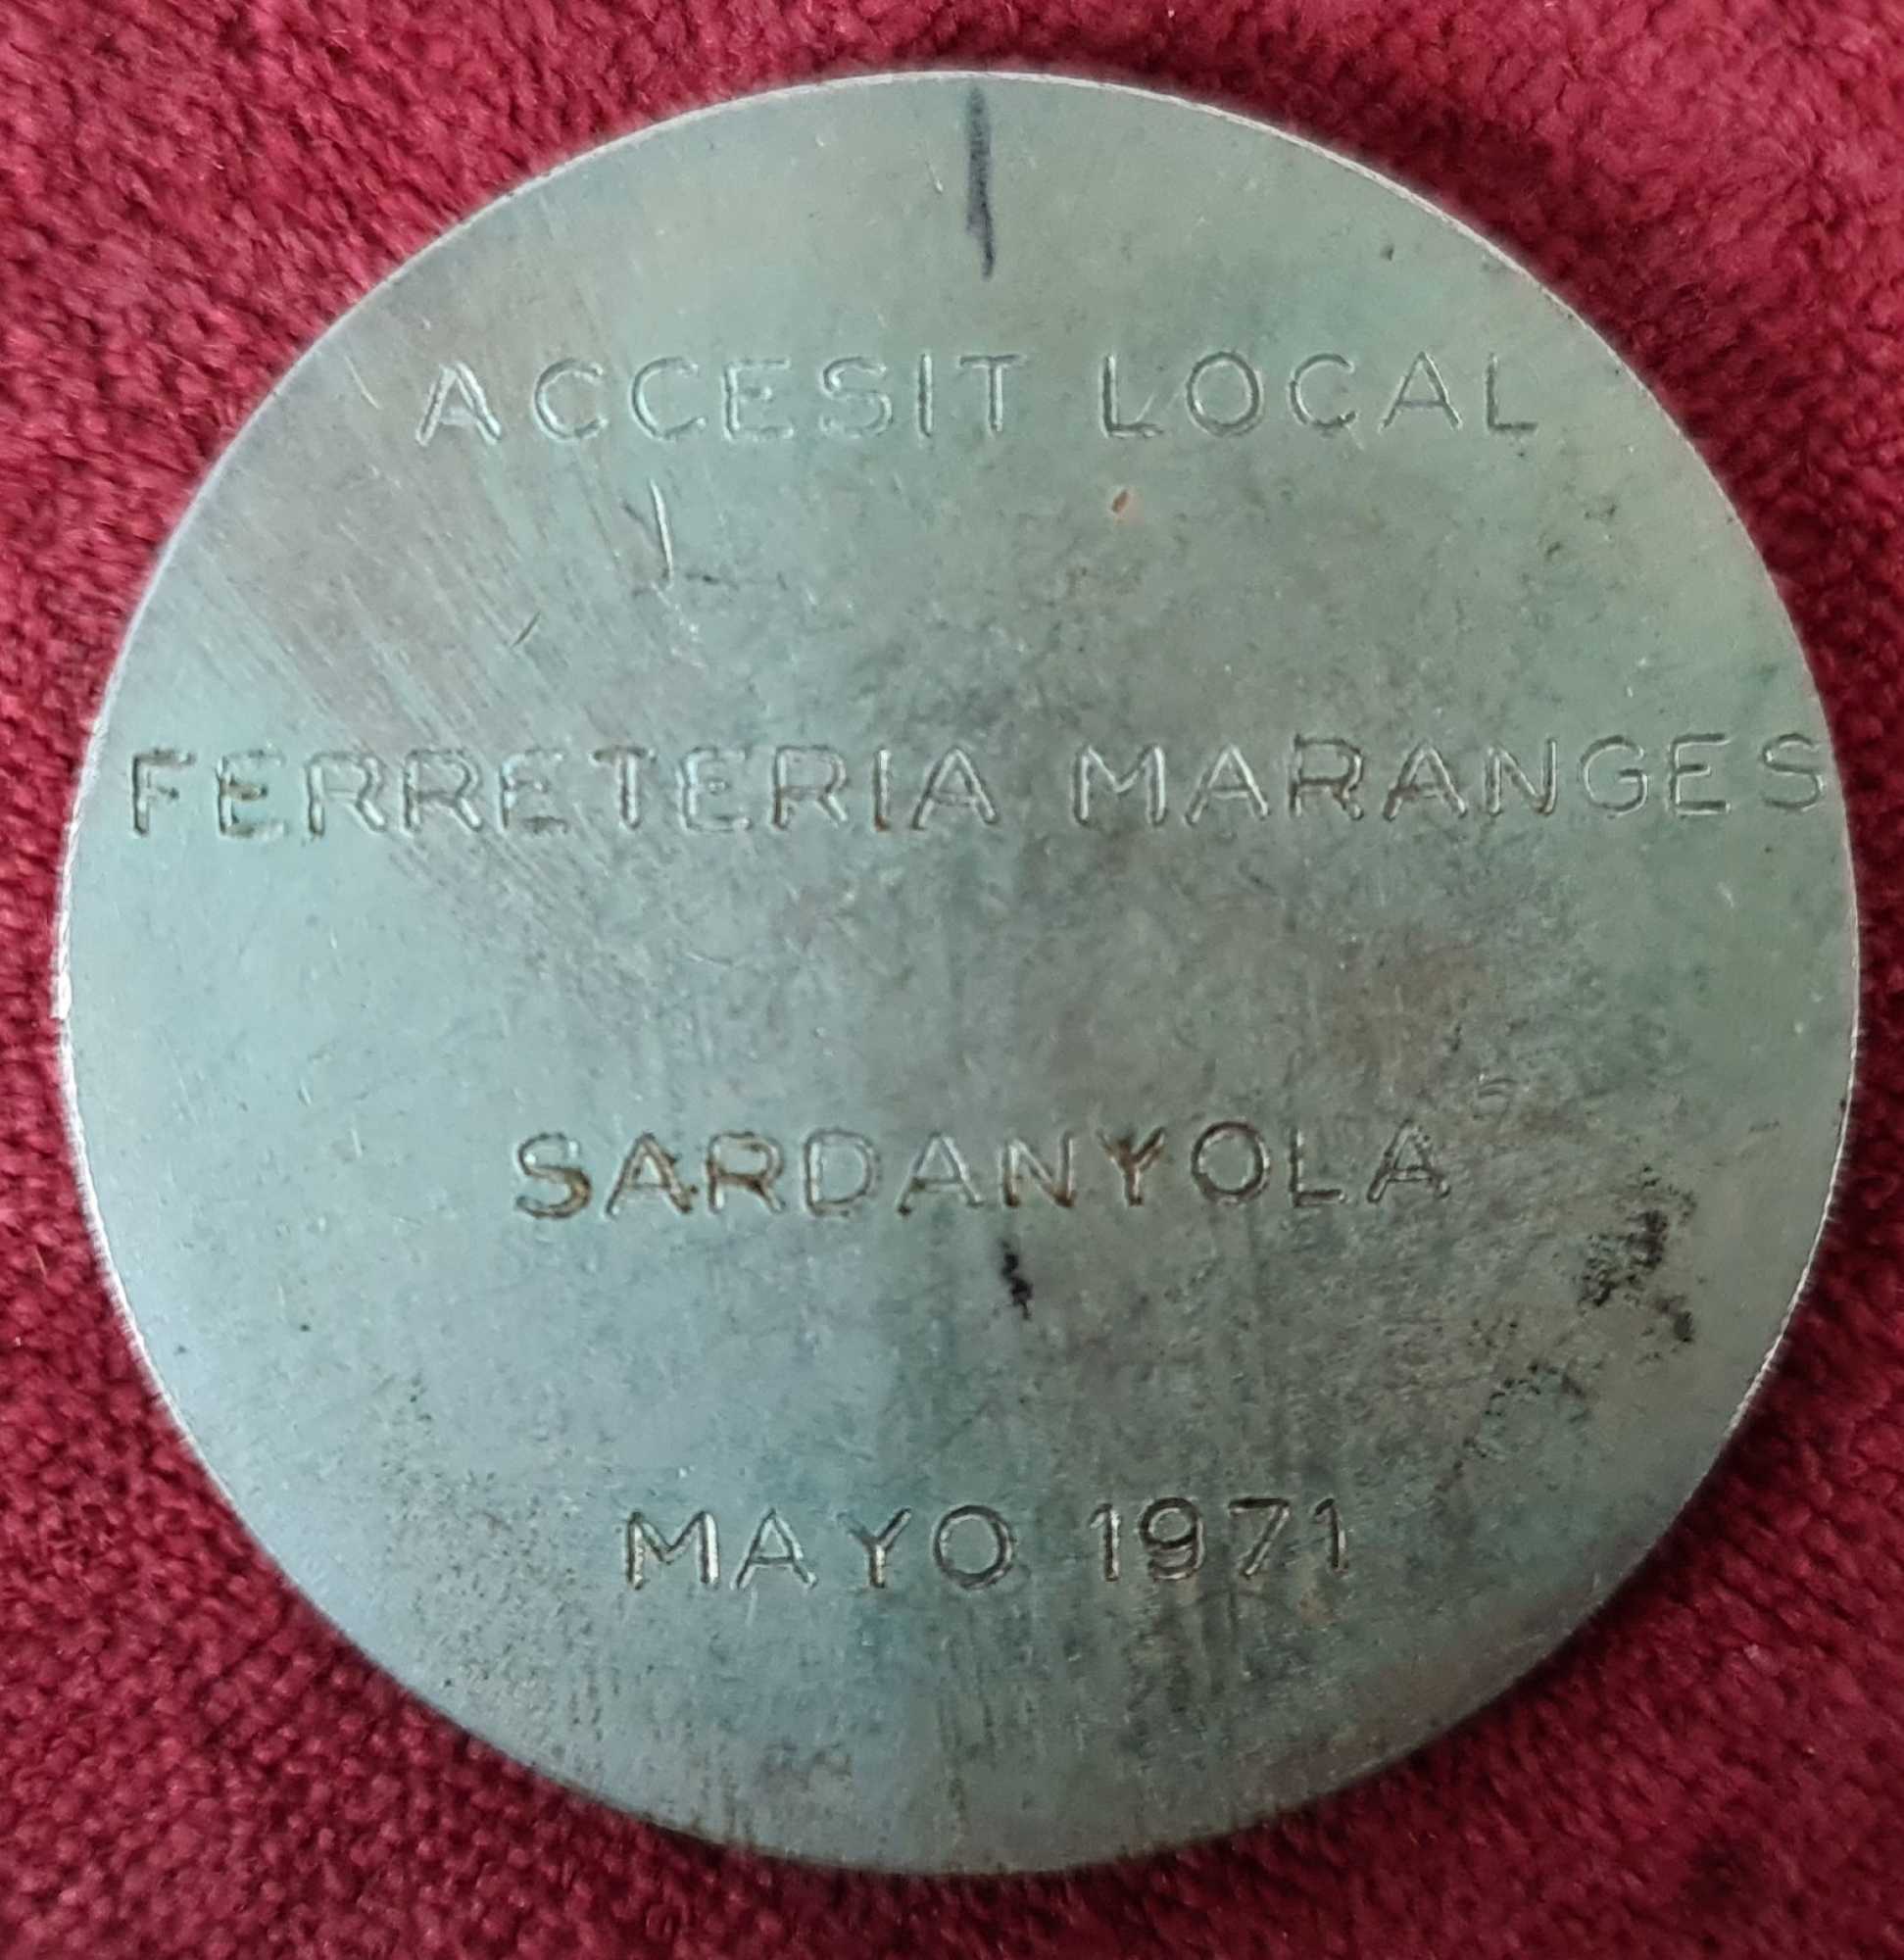 ACCESIT LOCAL
FERRETERIA MARANGES
SARDANYOLA
MAYO 1971